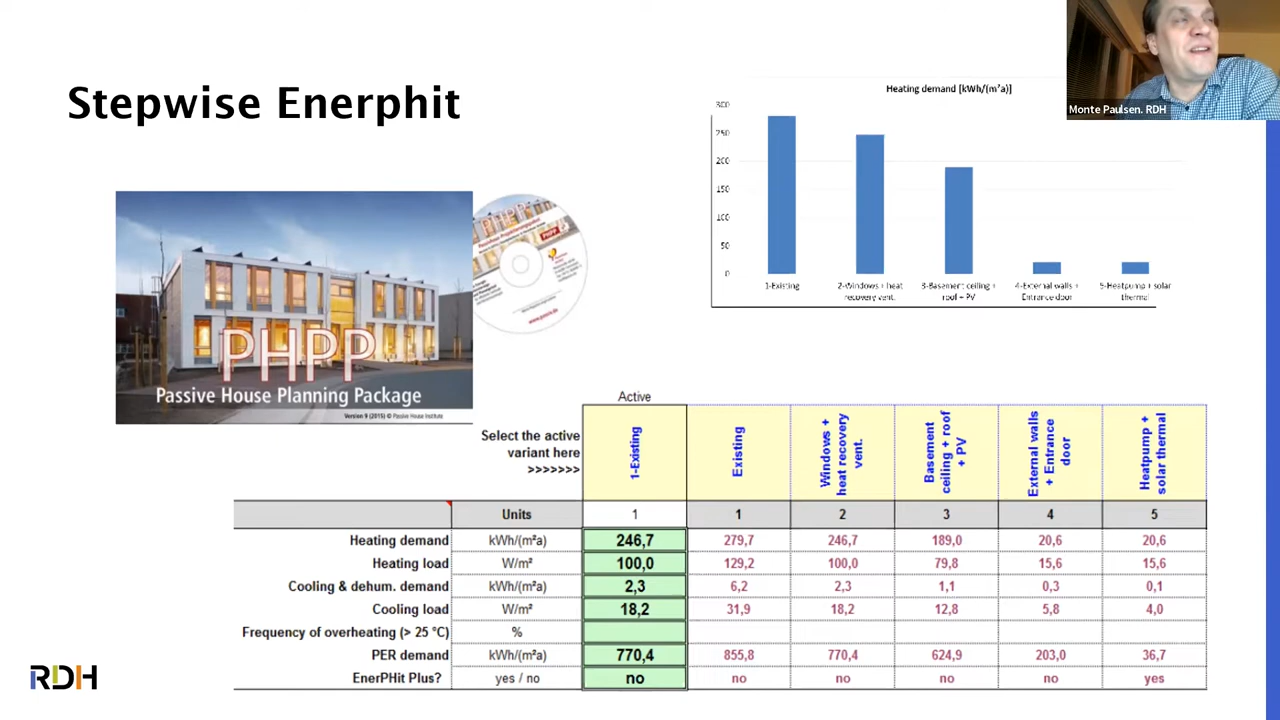 Stepwise Enerphit
Monte Paulsen. RDH
Heating demand [kWh/(m²a)]
300
250
200
150
100
50
0
1-Existing
2-Windows + heat
recovery vent.
3-Basement ceiling +
roof + PV
4-External walls +
Entrance door
5-Heatpump + solar
thermal
PHPP
Passive House Planning Package
Version 9 (2015) © Passive House Institute
PHPP
Active
Select the active
variant here
>>>>>>>
1-Existing
Existing
Windows +
heat recovery
vent.
Basement
ceiling + roof
+ PV
External walls
+ Entrance
door
Heatpump +
solar thermal
Units 1 1 2 3 4 5
Heating demand kWh/(m²a) 246,7 279,7 246,7 189,0 20,6 20,6
Heating load W/m² 100,0 129,2 100,0 79,8 15,6 15,6
Cooling & dehum. demand kWh/(m²a) 2,3 6,2 2,3 1,1 0,3 0,1
Cooling load W/m² 18,2 31,9 18,2 12,8 5,8 4,0
Frequency of overheating (> 25 °C) %
PER demand kWh/(m²a) 770,4 855,8 770,4 624,9 203,0 36,7
EnerPHit Plus? yes / no no no no no no yes
RDH